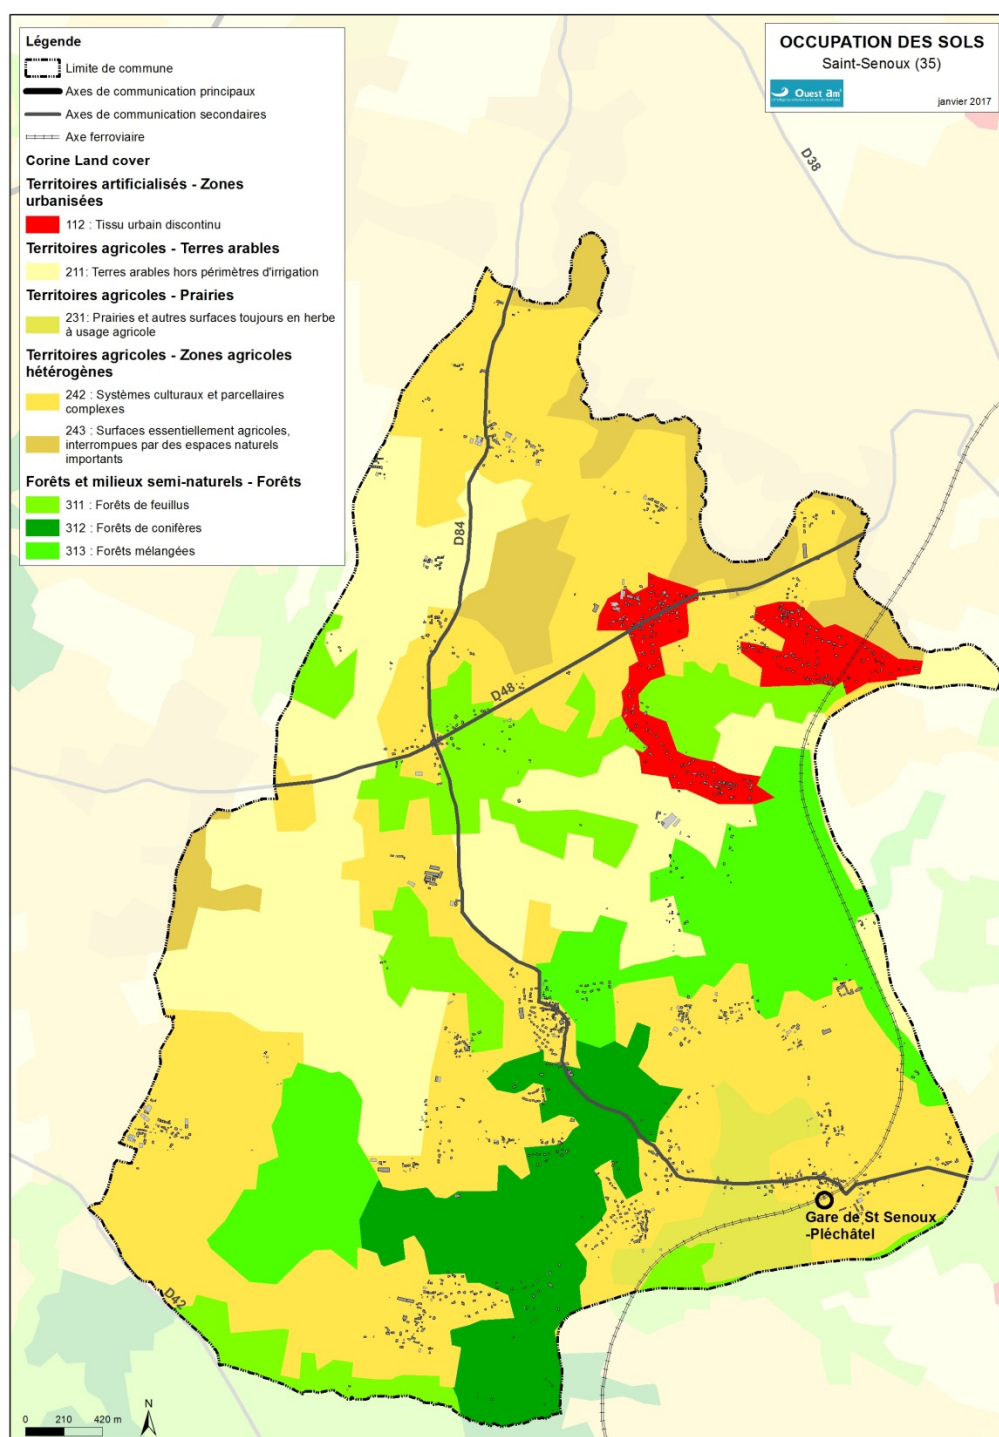 Légende
Limite de commune
Axes de communication principaux
Axes de communication secondaires
Axe ferroviaire
Corine Land cover
Territoires artificialisés - Zones
urbanisées
112 : Tissu urbain discontinu
Territoires agricoles - Terres arables
211: Terres arables hors périmètres d'irrigation
Territoires agricoles - Prairies
231: Prairies et autres surfaces toujours en herbe
à usage agricole
Territoires agricoles - Zones agricoles
hétérogènes
242 : Systèmes culturaux et parcellaires
complexes
243 : Surfaces essentiellement agricoles,
interrompues par des espaces naturels
importants
Forêts et milieux semi-naturels - Forêts
311 : Forêts de feuillus
312 : Forêts de conifères
313 : Forêts mélangées
OCCUPATION DES SOLS
Saint-Senoux (35)
Ouest am'
janvier 2017
D38
D84
D48
Gare de St Senoux
-Pléchâtel
D42
N
0 210 420 m